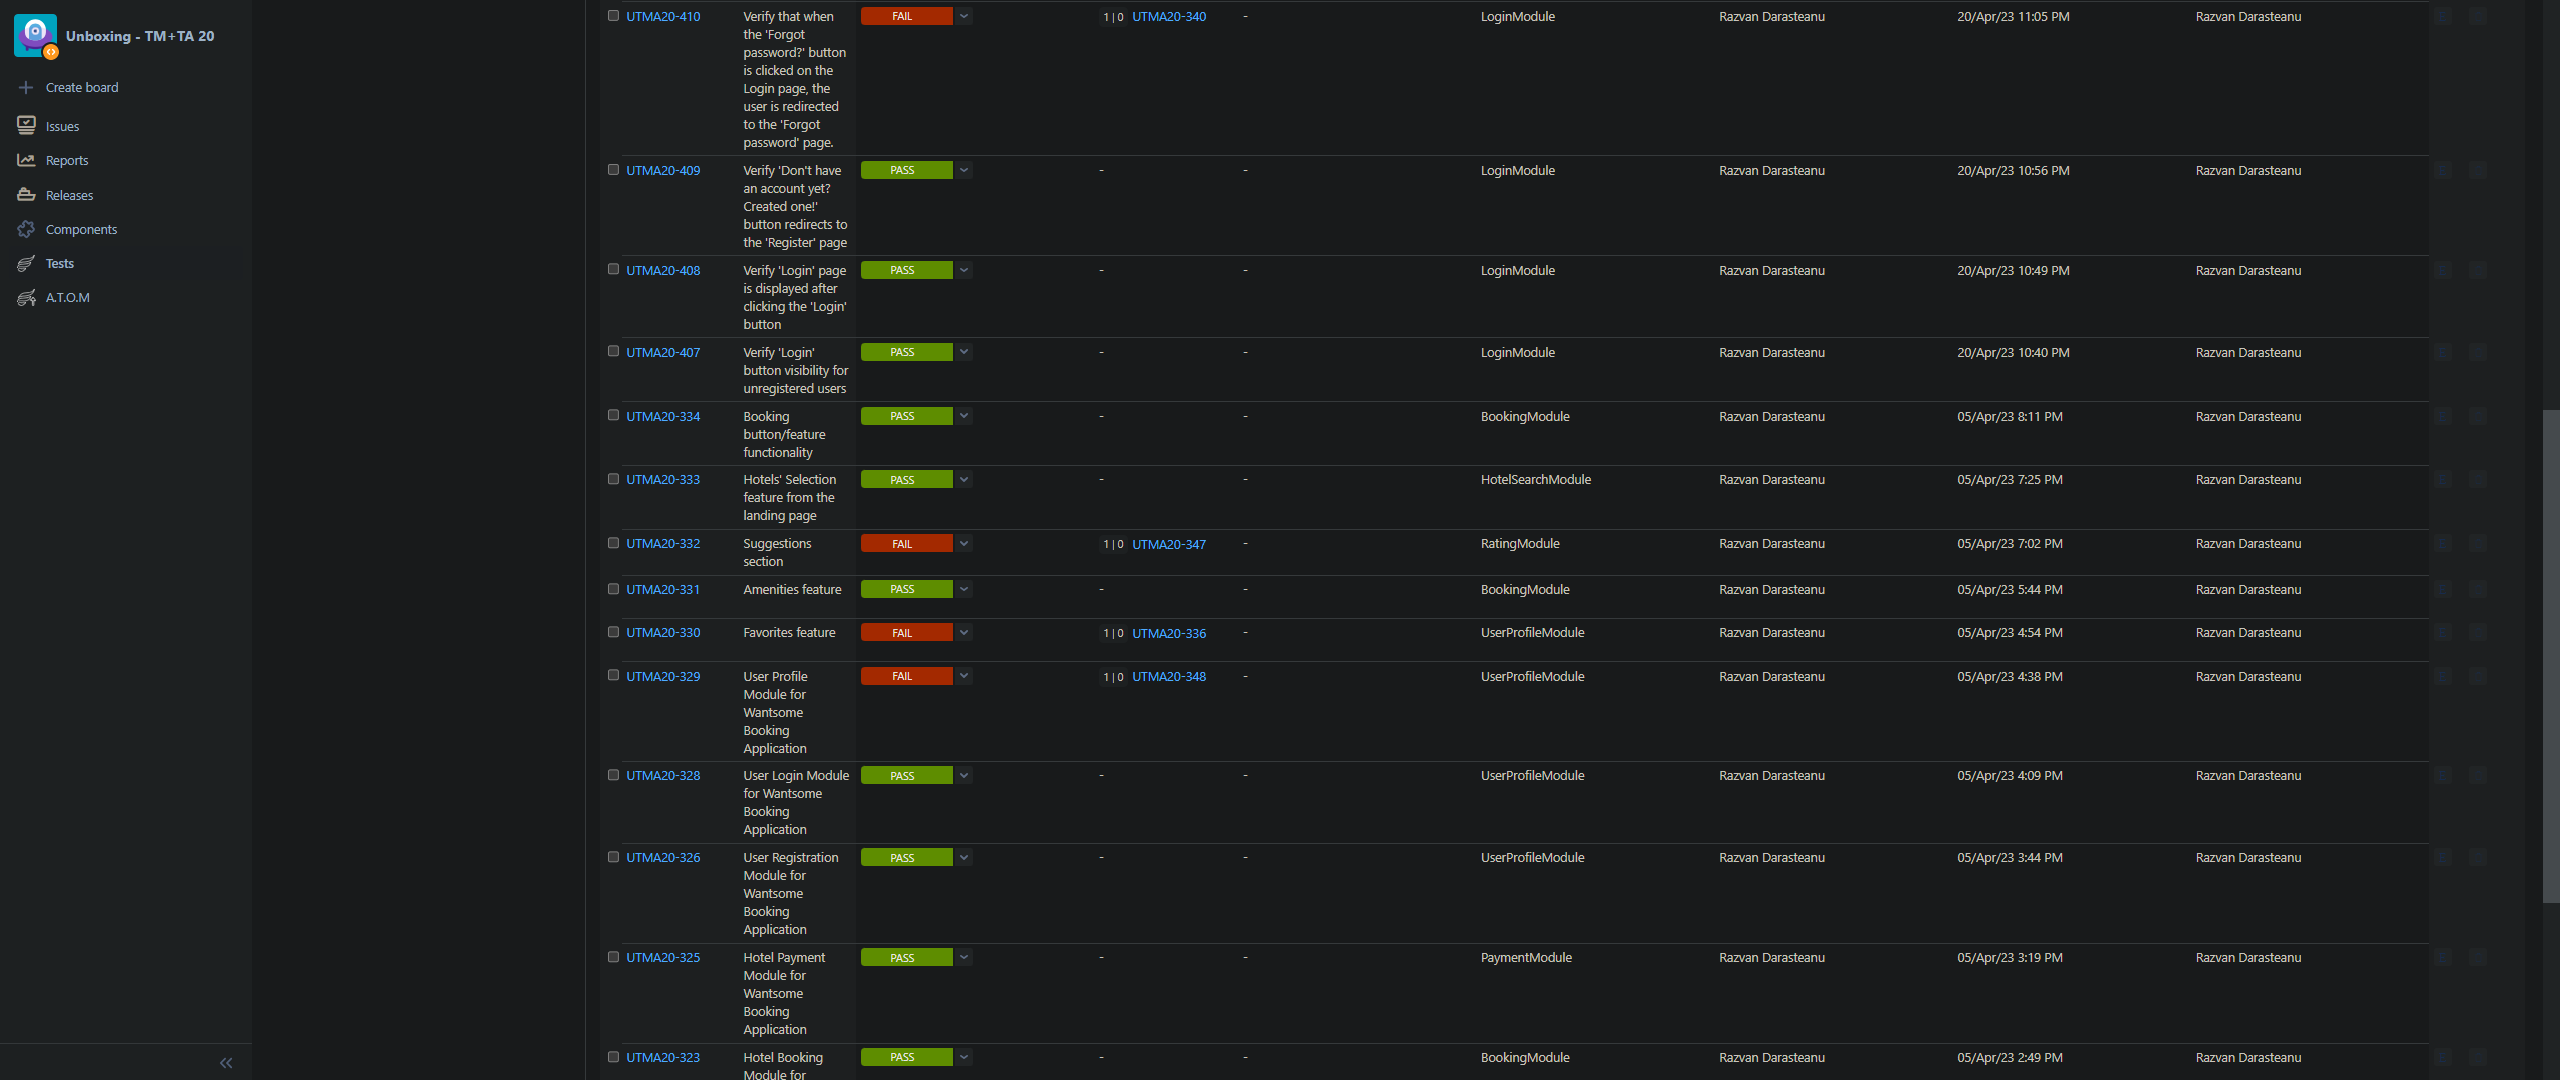 Unboxing - TM+TA 20
Create board
Issues
Reports
Releases
Components
Tests
A.T.O.M
UTMA20-410 Verify that when FAIL 1 | 0 UTMA20-340 - LoginModule Razvan Darasteanu 20/Apr/23 11:05 PM Razvan Darasteanu
the 'Forgot
password?' button
is clicked on the
Login page, the
user is redirected
to the 'Forgot
password' page.
UTMA20-409 Verify 'Don't have PASS - - LoginModule Razvan Darasteanu 20/Apr/23 10:56 PM Razvan Darasteanu
an account yet?
Created one!'
button redirects to
the 'Register' page
UTMA20-408 Verify 'Login' page PASS - - LoginModule Razvan Darasteanu 20/Apr/23 10:49 PM Razvan Darasteanu
is displayed after
clicking the 'Login'
button
UTMA20-407 Verify 'Login' PASS - - LoginModule Razvan Darasteanu 20/Apr/23 10:40 PM Razvan Darasteanu
button visibility for
unregistered users
UTMA20-334 Booking PASS - - BookingModule Razvan Darasteanu 05/Apr/23 8:11 PM Razvan Darasteanu
button/feature
functionality
UTMA20-333 Hotels' Selection PASS - - HotelSearchModule Razvan Darasteanu 05/Apr/23 7:25 PM Razvan Darasteanu
feature from the
landing page
UTMA20-332 Suggestions FAIL 1 | 0 UTMA20-347 - RatingModule Razvan Darasteanu 05/Apr/23 7:02 PM Razvan Darasteanu
section
UTMA20-331 Amenities feature PASS - - BookingModule Razvan Darasteanu 05/Apr/23 5:44 PM Razvan Darasteanu
UTMA20-330 Favorites feature FAIL 1 | 0 UTMA20-336 - UserProfileModule Razvan Darasteanu 05/Apr/23 4:54 PM Razvan Darasteanu
UTMA20-329 User Profile FAIL 1 | 0 UTMA20-348 - UserProfileModule Razvan Darasteanu 05/Apr/23 4:38 PM Razvan Darasteanu
Module for
Wantsome
Booking
Application
UTMA20-328 User Login Module PASS - - UserProfileModule Razvan Darasteanu 05/Apr/23 4:09 PM Razvan Darasteanu
for Wantsome
Booking
Application
UTMA20-326 User Registration PASS - - UserProfileModule Razvan Darasteanu 05/Apr/23 3:44 PM Razvan Darasteanu
Module for
Wantsome
Booking
Application
UTMA20-325 Hotel Payment PASS - - PaymentModule Razvan Darasteanu 05/Apr/23 3:19 PM Razvan Darasteanu
Module for
Wantsome
Booking
Application
UTMA20-323 Hotel Booking PASS - - BookingModule Razvan Darasteanu 05/Apr/23 2:49 PM Razvan Darasteanu
Module for